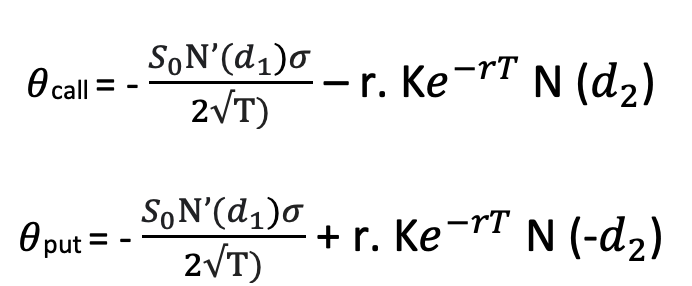 θcall = - S₀N’(d₁)σ / 2√T) − r. Ke⁻ʳᵀ N (d₂)
θput = - S₀N’(d₁)σ / 2√T) + r. Ke⁻ʳᵀ N (-d₂)